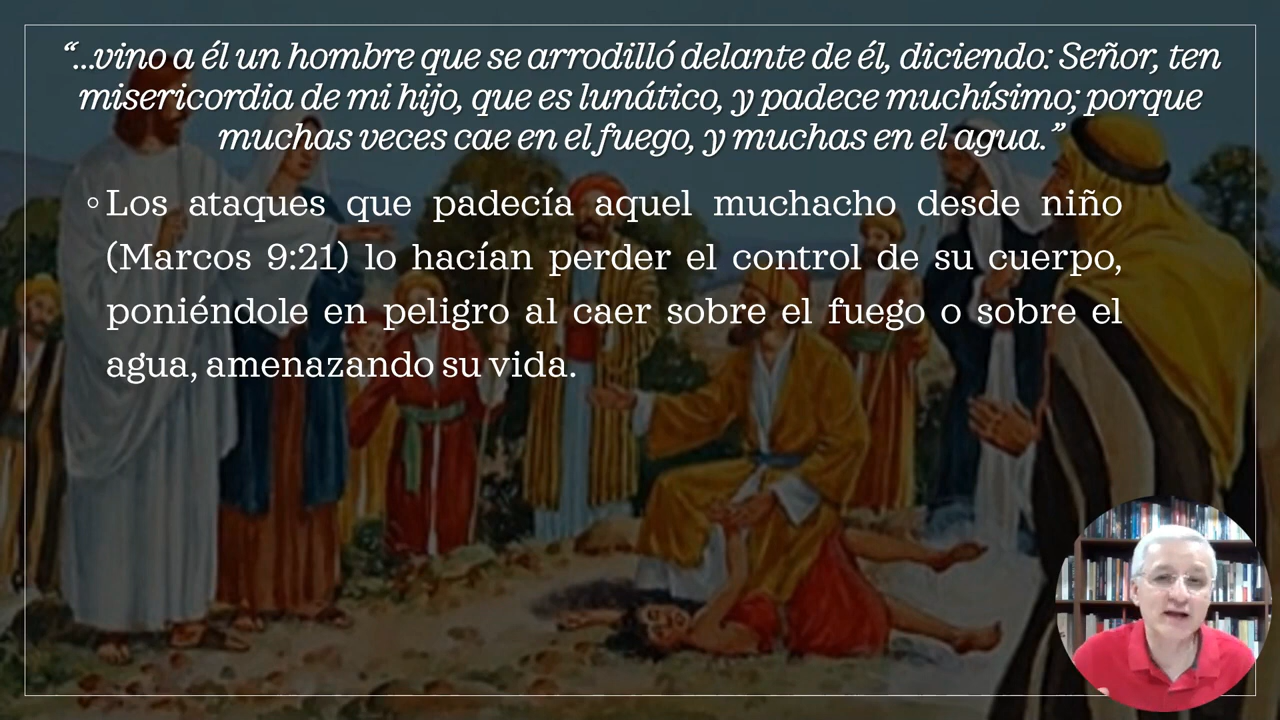 “...vino a él un hombre que se arrodilló delante de él, diciendo: Señor, ten
misericordia de mi hijo, que es lunático, y padece muchísimo; porque
muchas veces cae en el fuego, y muchas en el agua.”
◦Los ataques que padecía aquel muchacho desde niño
(Marcos 9:21) lo hacían perder el control de su cuerpo,
poniéndole en peligro al caer sobre el fuego o sobre el
agua, amenazando su vida.